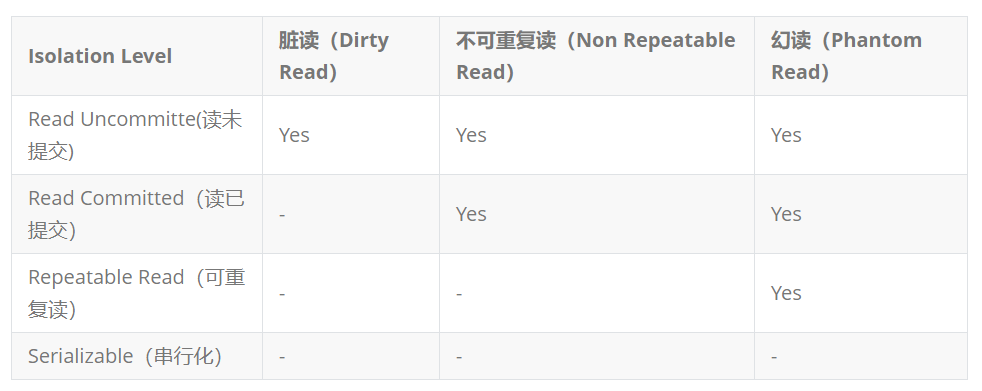 Isolation Level
脏读（Dirty
Read）
不可重复读（Non Repeatable
Read）
幻读（Phantom
Read）
Read Uncommitte(读未
提交)
Yes
Yes
Yes
Read Committed（读已
提交）
-
Yes
Yes
Repeatable Read（可重
复读）
-
-
Yes
Serializable（串行化）
-
-
-